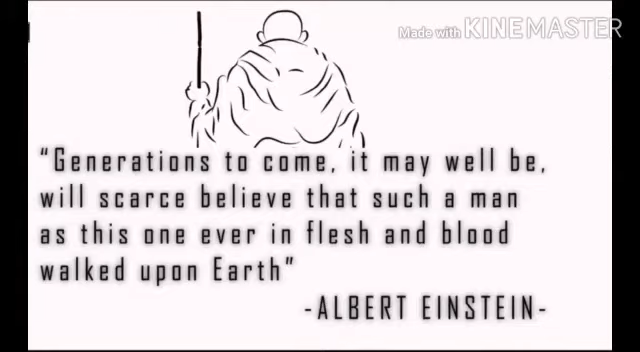 Made with KINEMASTER
“Generations to come, it may well be,
will scarce believe that such a man
as this one ever in flesh and blood
walked upon Earth”
-ALBERT EINSTEIN-